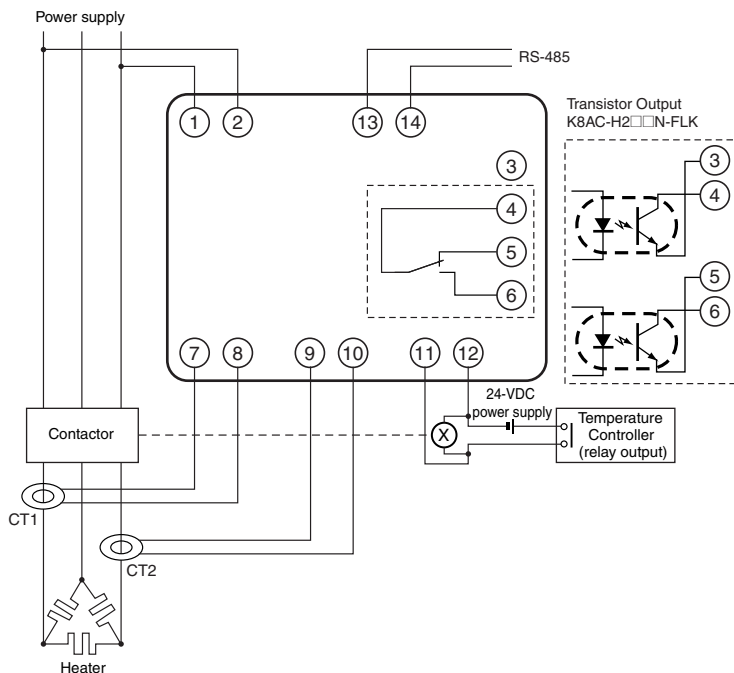 Power supply
RS-485
1
2
13
14
Transistor Output
K8AC-H2□□N-FLK
3
4
5
6
3
4
5
6
7
8
9
10
11
12
24-VDC
power supply
Contactor
X
Temperature
Controller
(relay output)
CT1
CT2
Heater